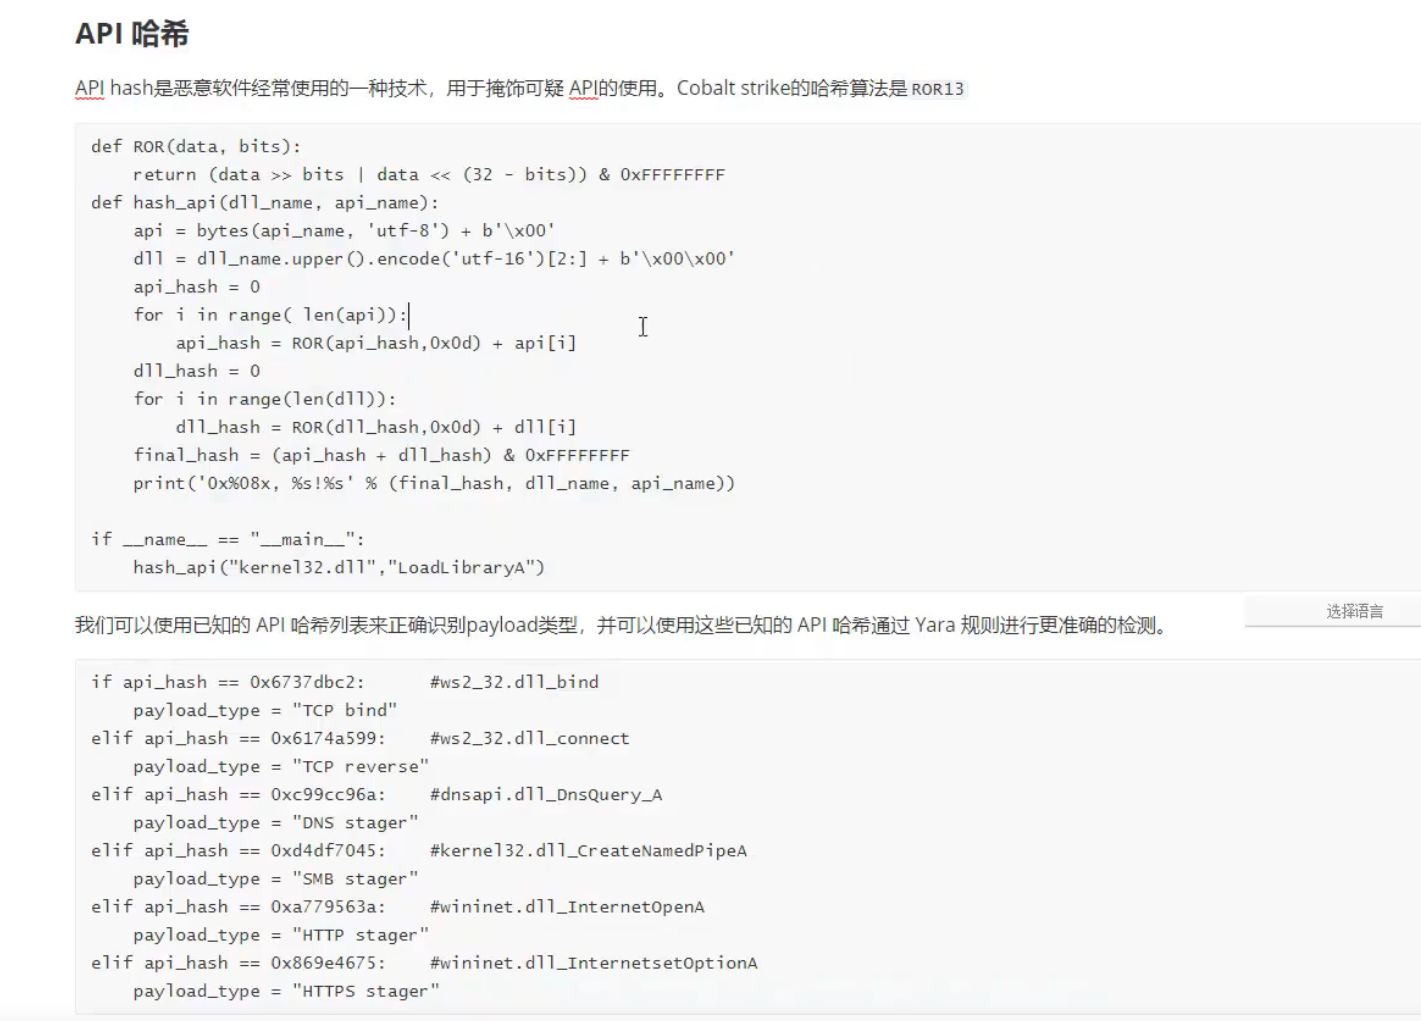 API 哈希
API hash是恶意软件经常使用的一种技术，用于掩饰可疑 API的使用。Cobalt strike的哈希算法是 ROR13
def ROR(data, bits):
    return (data >> bits | data << (32 - bits)) & 0xFFFFFFFF
def hash_api(dll_name, api_name):
    api = bytes(api_name, 'utf-8') + b'\x00'
    dll = dll_name.upper().encode('utf-16')[2:] + b'\x00\x00'
    api_hash = 0
    for i in range( len(api)):
        api_hash = ROR(api_hash,0x0d) + api[i]
    dll_hash = 0
    for i in range(len(dll)):
        dll_hash = ROR(dll_hash,0x0d) + dll[i]
    final_hash = (api_hash + dll_hash) & 0xFFFFFFFF
    print('0x%08x, %s!%s' % (final_hash, dll_name, api_name))
if __name__ == "__main__":
    hash_api("kernel32.dll","LoadLibraryA")
选择语言
我们可以使用已知的 API 哈希列表来正确识别payload类型，并可以使用这些已知的 API 哈希通过 Yara 规则进行更准确的检测。
if api_hash == 0x6737dbc2:      #ws2_32.dll_bind
    payload_type = "TCP bind"
elif api_hash == 0x6174a599:    #ws2_32.dll_connect
    payload_type = "TCP reverse"
elif api_hash == 0xc99cc96a:    #dnsapi.dll_DnsQuery_A
    payload_type = "DNS stager"
elif api_hash == 0xd4df7045:    #kernel32.dll_CreateNamedPipeA
    payload_type = "SMB stager"
elif api_hash == 0xa779563a:    #wininet.dll_InternetOpenA
    payload_type = "HTTP stager"
elif api_hash == 0x869e4675:    #wininet.dll_InternetsetOptionA
    payload_type = "HTTPS stager"